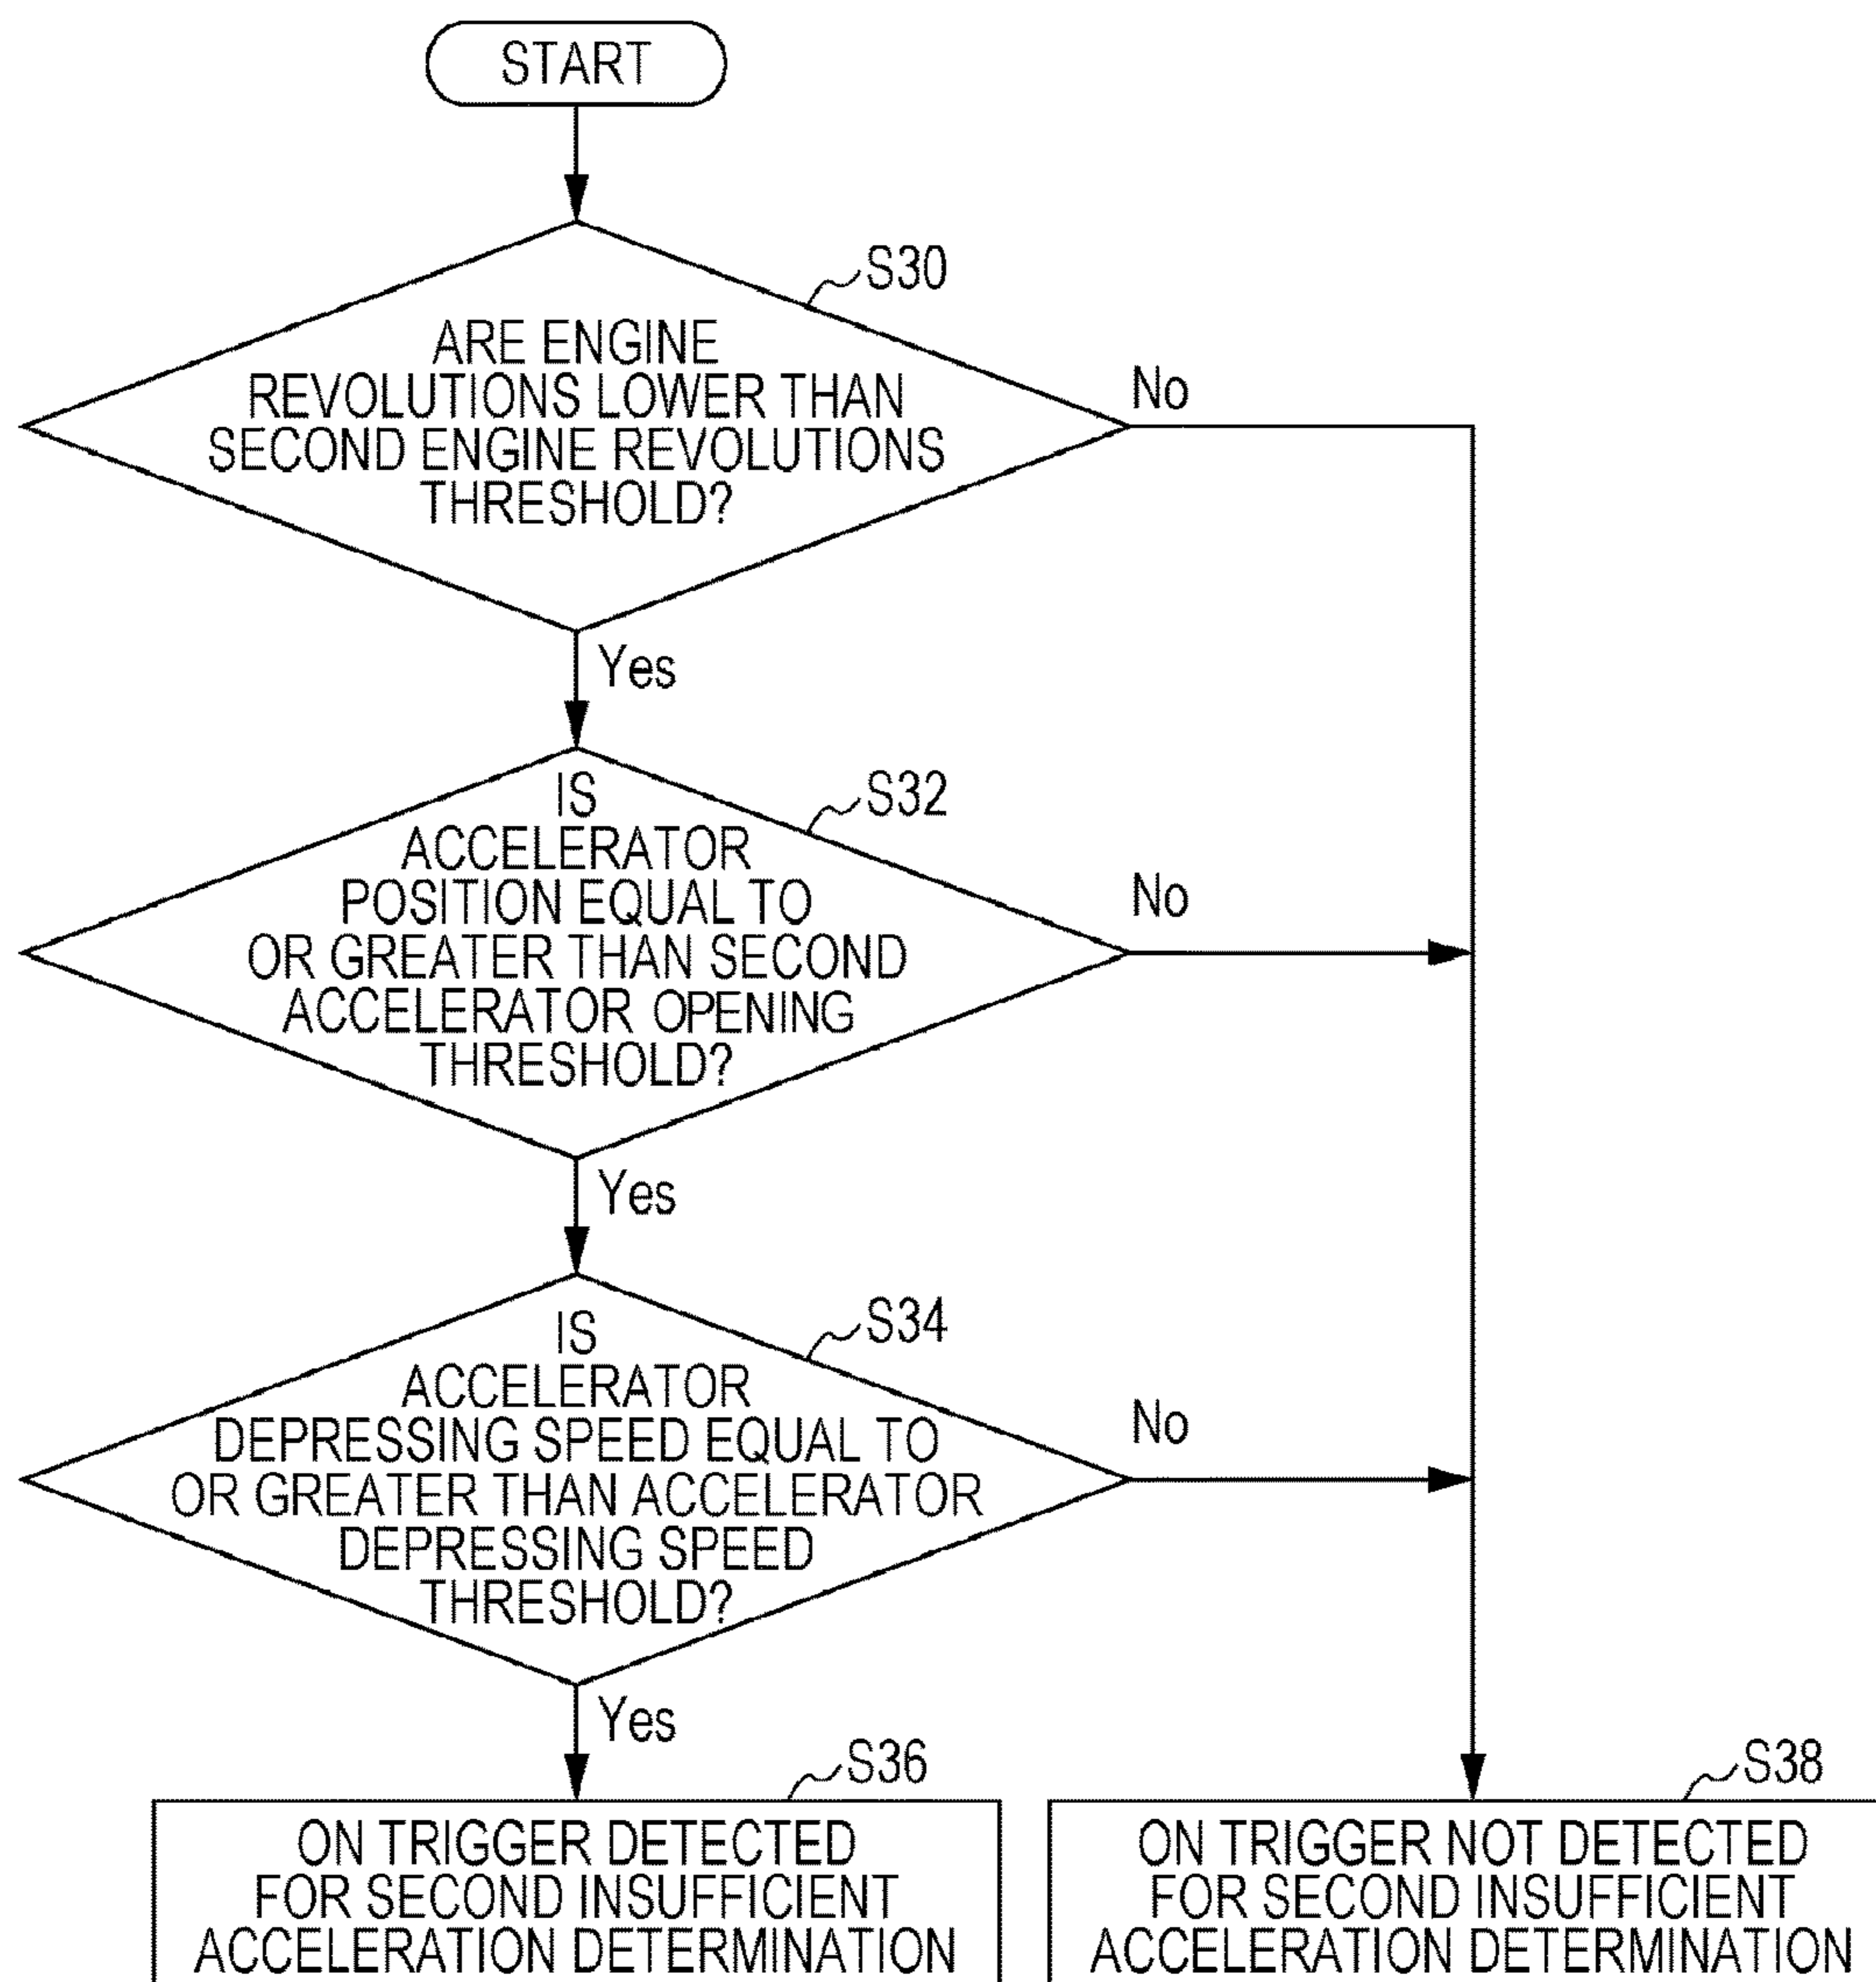 START
S30
ARE ENGINE
REVOLUTIONS LOWER THAN
SECOND ENGINE REVOLUTIONS
THRESHOLD?
No
Yes
S32
IS
ACCELERATOR
POSITION EQUAL TO
OR GREATER THAN SECOND
ACCELERATOR OPENING
THRESHOLD?
No
Yes
S34
IS
ACCELERATOR
DEPRESSING SPEED EQUAL TO
OR GREATER THAN ACCELERATOR
DEPRESSING SPEED
THRESHOLD?
No
Yes
S36
ON TRIGGER DETECTED
FOR SECOND INSUFFICIENT
ACCELERATION DETERMINATION
S38
ON TRIGGER NOT DETECTED
FOR SECOND INSUFFICIENT
ACCELERATION DETERMINATION